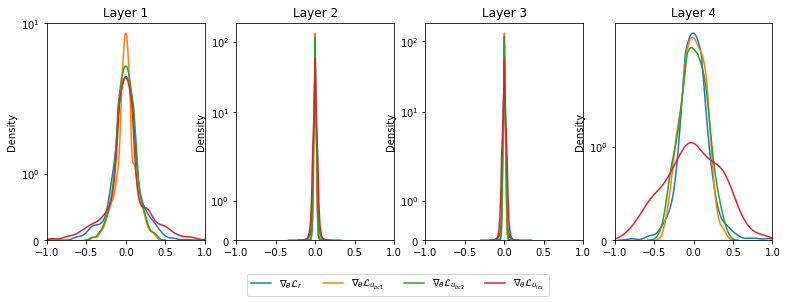 Layer 1 Layer 2 Layer 3 Layer 4
Density Density Density Density
10¹ 10⁰ 0
10² 10¹ 10⁰ 0
10² 10¹ 10⁰ 0
10⁰ 0
−1.0 −0.5 0.0 0.5 1.0 −1.0 −0.5 0.0 0.5 1.0 −1.0 −0.5 0.0 0.5 1.0 −1.0 −0.5 0.0 0.5 1.0
∇θℒr ∇θℒu_bc1 ∇θℒu_bc2 ∇θℒu_ics